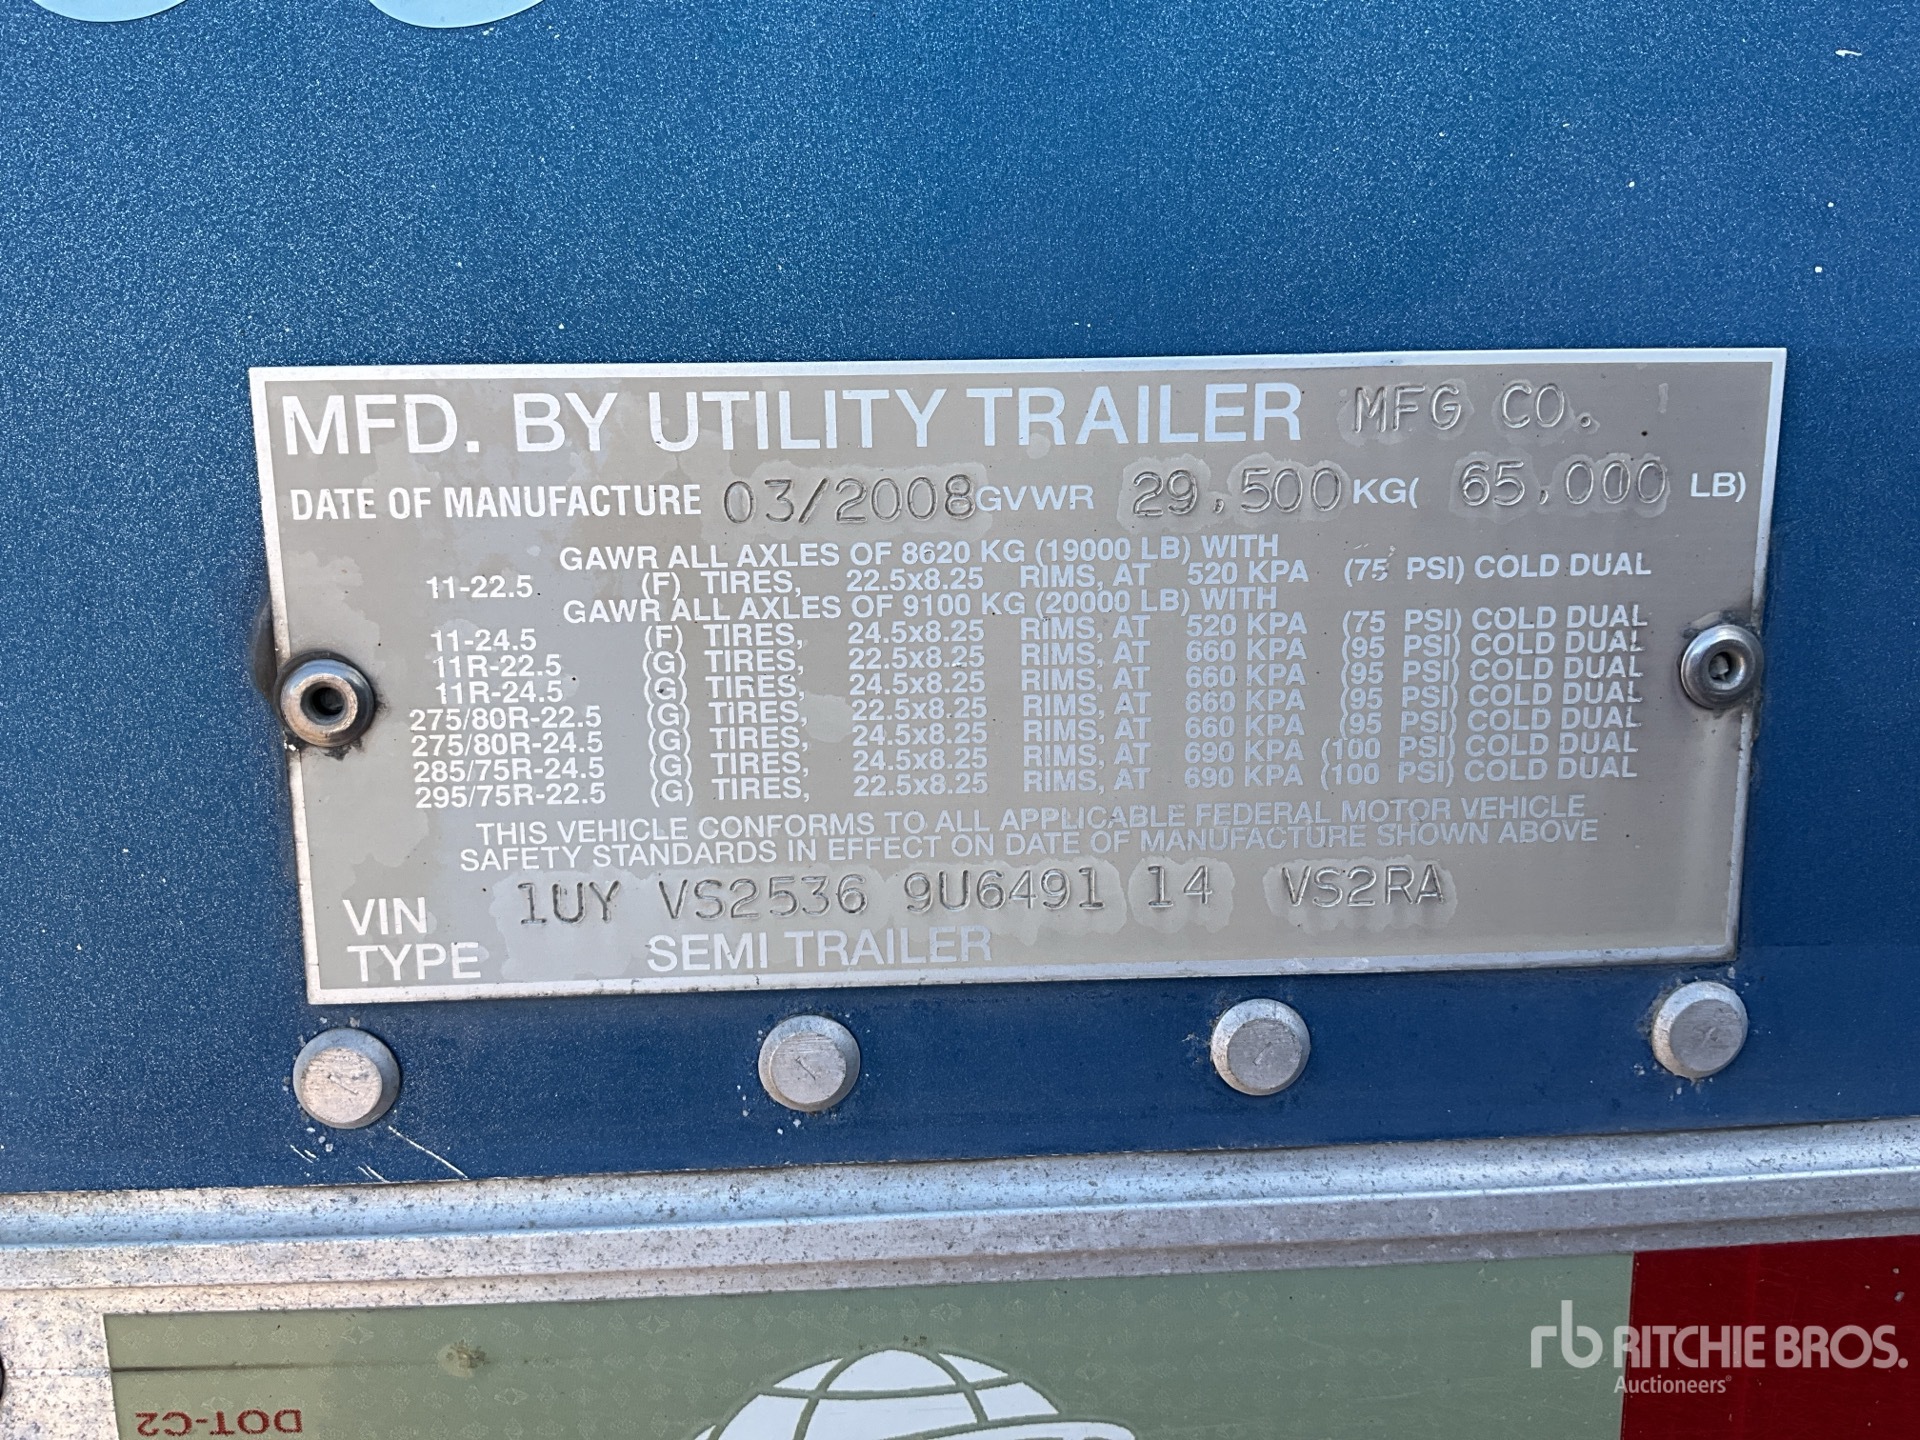 MFD. BY UTILITY TRAILER MFG CO.
DATE OF MANUFACTURE 03/2008 GVWR 29,500 KG( 65,000 LB)
GAWR ALL AXLES OF 8620 KG (19000 LB) WITH
11-22.5 (F) TIRES, 22.5x8.25 RIMS, AT 520 KPA (75 PSI) COLD DUAL
GAWR ALL AXLES OF 9100 KG (20000 LB) WITH
11-24.5 (F) TIRES, 24.5x8.25 RIMS, AT 520 KPA (75 PSI) COLD DUAL
11R-22.5 (G) TIRES, 22.5x8.25 RIMS, AT 660 KPA (95 PSI) COLD DUAL
11R-24.5 (G) TIRES, 24.5x8.25 RIMS, AT 660 KPA (95 PSI) COLD DUAL
275/80R-22.5 (G) TIRES, 22.5x8.25 RIMS, AT 660 KPA (95 PSI) COLD DUAL
275/80R-24.5 (G) TIRES, 24.5x8.25 RIMS, AT 660 KPA (95 PSI) COLD DUAL
285/75R-24.5 (G) TIRES, 24.5x8.25 RIMS, AT 690 KPA (100 PSI) COLD DUAL
295/75R-22.5 (G) TIRES, 22.5x8.25 RIMS, AT 690 KPA (100 PSI) COLD DUAL
THIS VEHICLE CONFORMS TO ALL APPLICABLE FEDERAL MOTOR VEHICLE
SAFETY STANDARDS IN EFFECT ON DATE OF MANUFACTURE SHOWN ABOVE
VIN 1UY VS2536 9U6491 14 VS2RA
TYPE SEMI TRAILER
DOT-C2
rb RITCHIE BROS.
Auctioneers